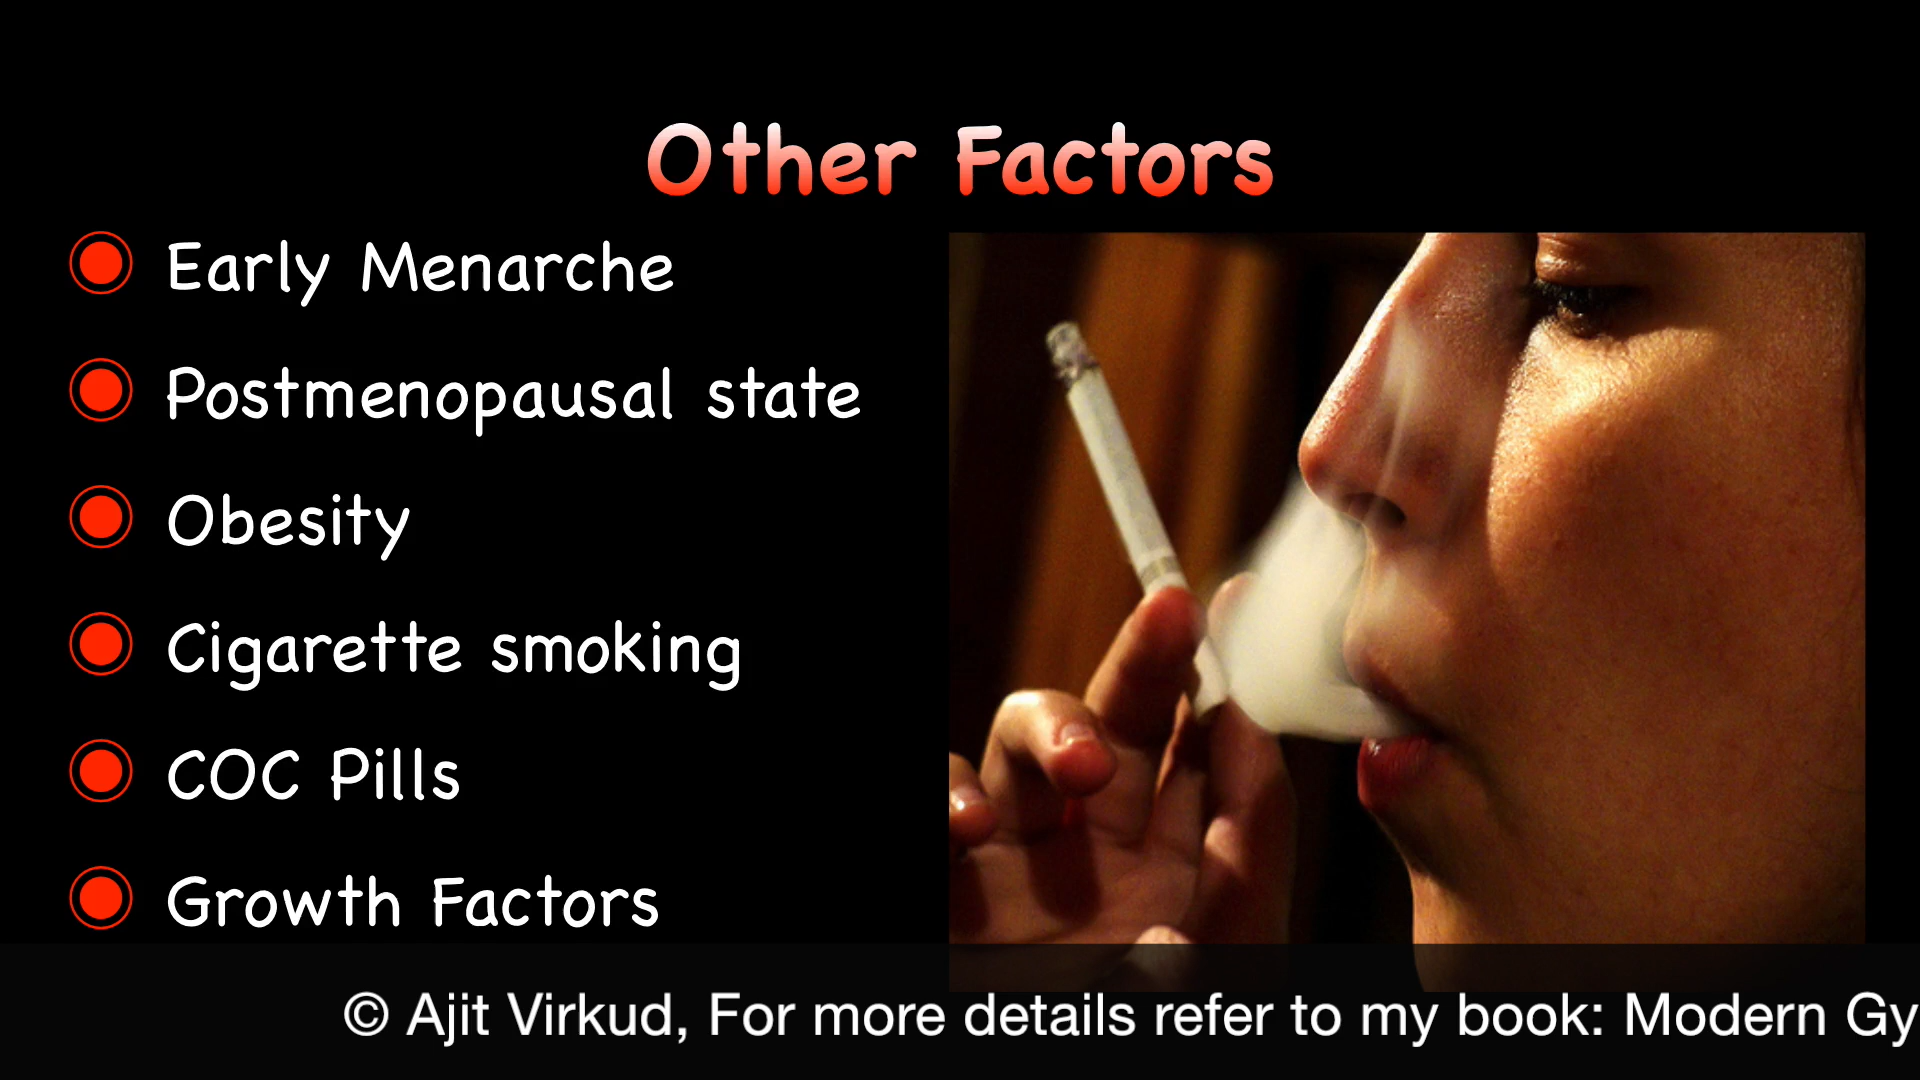 Other Factors
Early Menarche
Postmenopausal state
Obesity
Cigarette smoking
COC Pills
Growth Factors
© Ajit Virkud, For more details refer to my book: Modern Gy